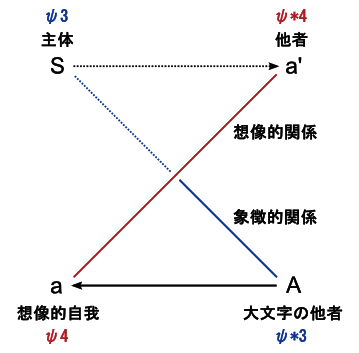 ψ3 ψ*4
主体 他者
S a'
想像的関係
象徴的関係
a A
想像的自我 大文字の他者
ψ4 ψ*3